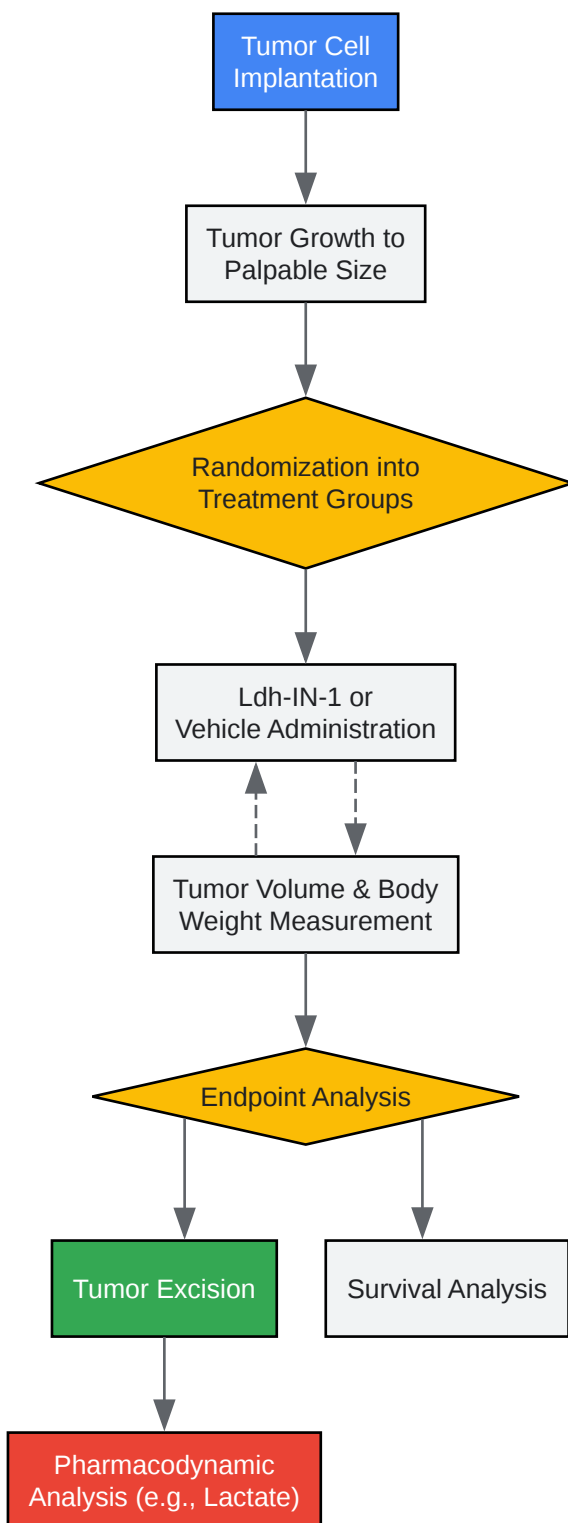 Tumor Cell
Implantation
Tumor Growth to
Palpable Size
Randomization into
Treatment Groups
Ldh-IN-1 or
Vehicle Administration
Tumor Volume & Body
Weight Measurement
Endpoint Analysis
Tumor Excision
Survival Analysis
Pharmacodynamic
Analysis (e.g., Lactate)